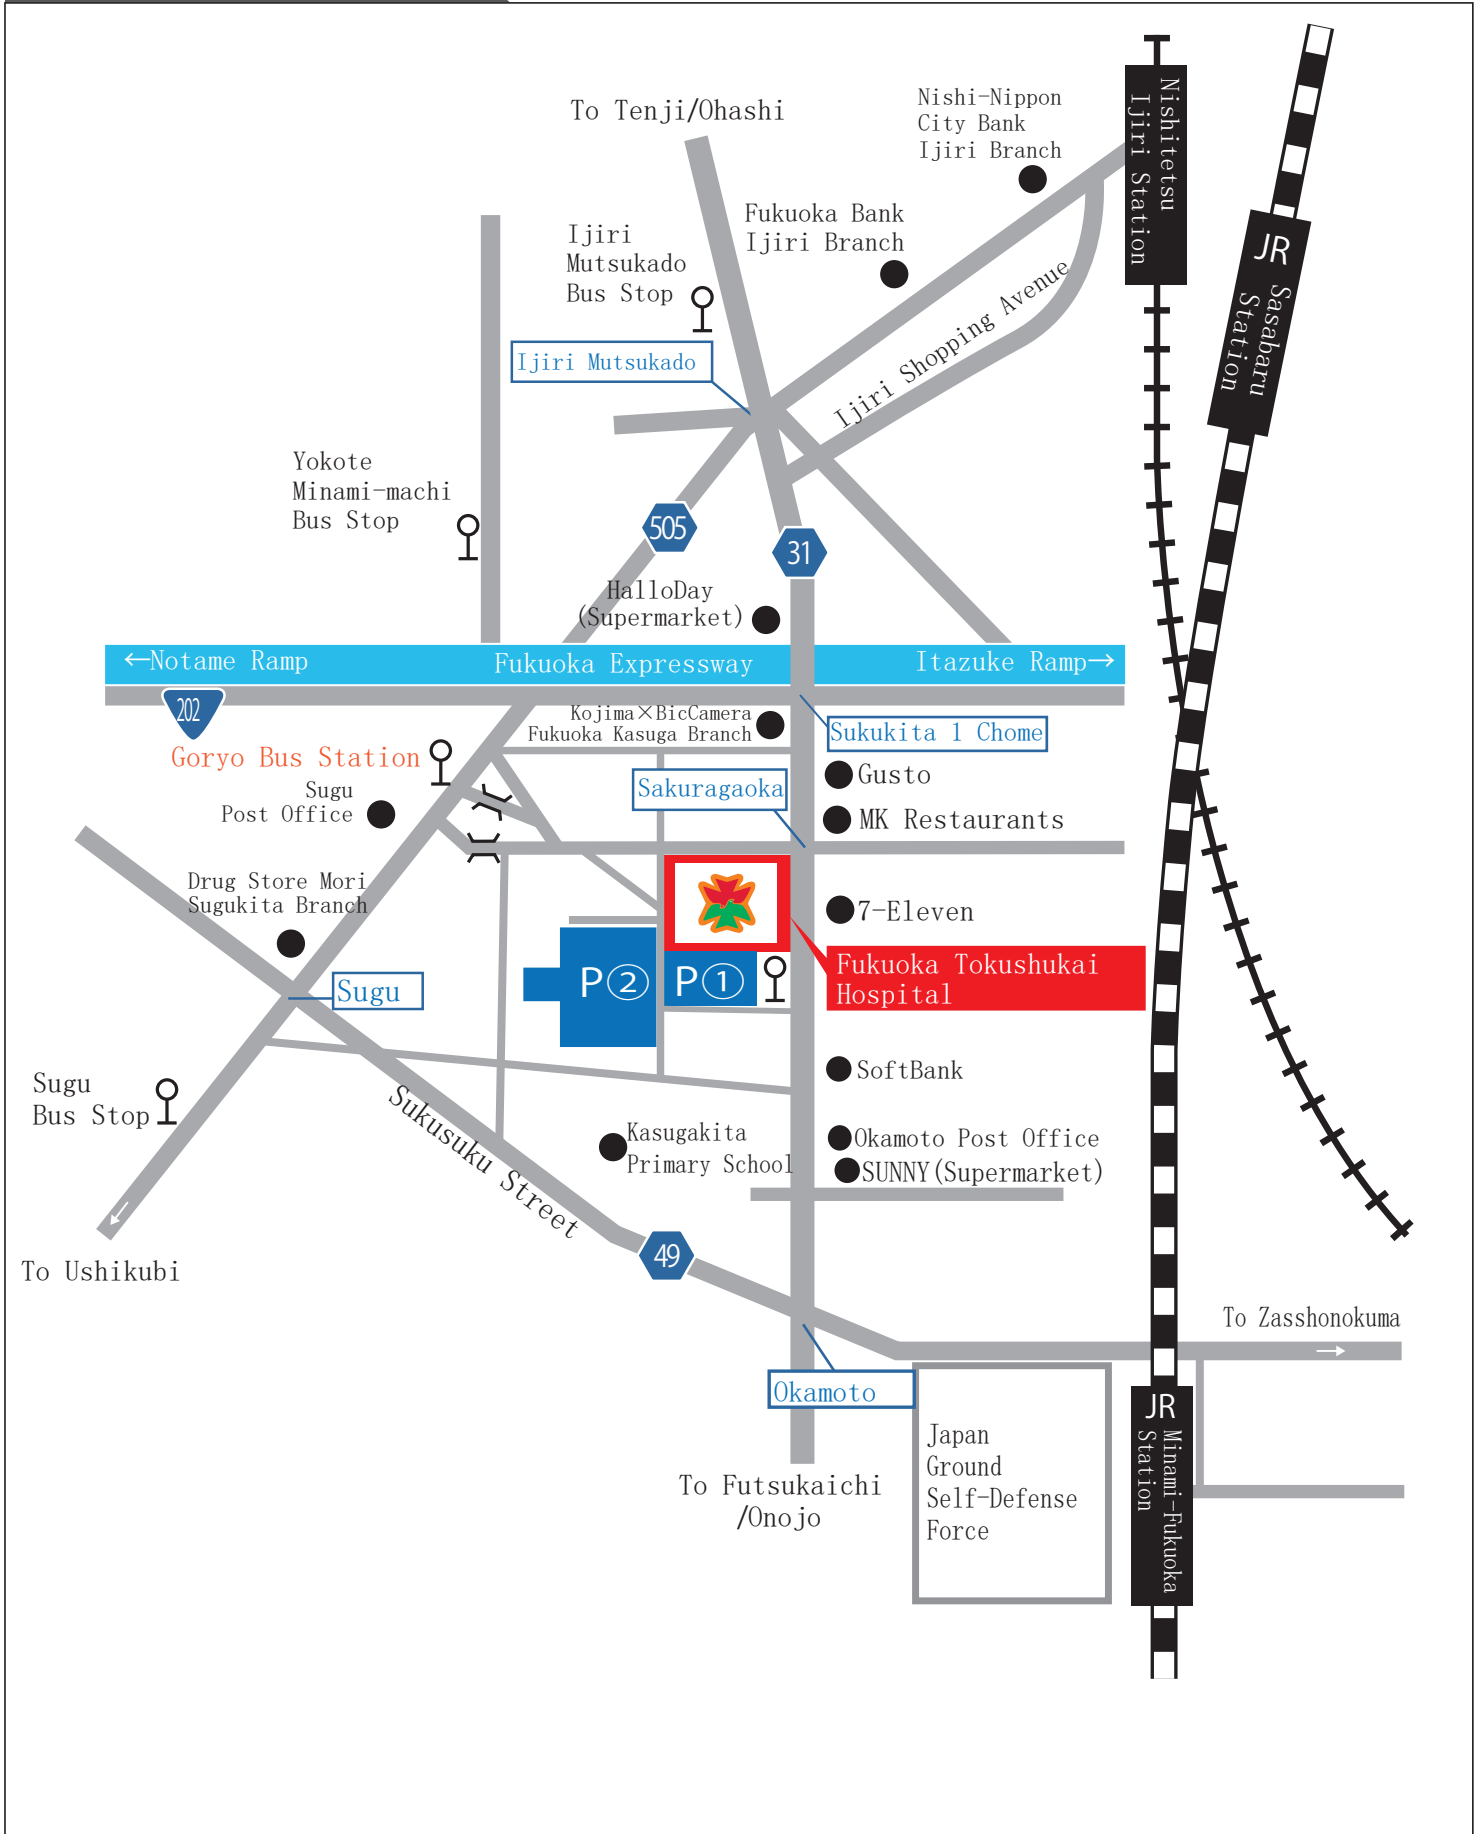 To Tenji/Ohashi
Nishi-Nippon
City Bank
Ijiri Branch
Nishitetsu
Ijiri Station
Fukuoka Bank
Ijiri Branch
Ijiri
Mutsukado
Bus Stop
JR
Sasabaru
Station
Ijiri Shopping Avenue
Ijiri Mutsukado
Yokote
Minami-machi
Bus Stop
505
31
HalloDay
(Supermarket)
←Notame Ramp
Fukuoka Expressway
Itazuke Ramp→
202
Kojima×BicCamera
Fukuoka Kasuga Branch
Sukukita 1 Chome
Goryo Bus Station
Sugu
Post Office
Sakuragaoka
Gusto
MK Restaurants
Drug Store Mori
Sugukita Branch
7-Eleven
Fukuoka Tokushukai
Hospital
P②
P①
Sugu
Sugu
Bus Stop
SoftBank
Sukusuku Street
Kasugakita
Primary School
Okamoto Post Office
SUNNY(Supermarket)
49
To Ushikubi
To Zasshonokuma
Okamoto
JR
Minami-Fukuoka
Station
Japan
Ground
Self-Defense
Force
To Futsukaichi
/Onojo